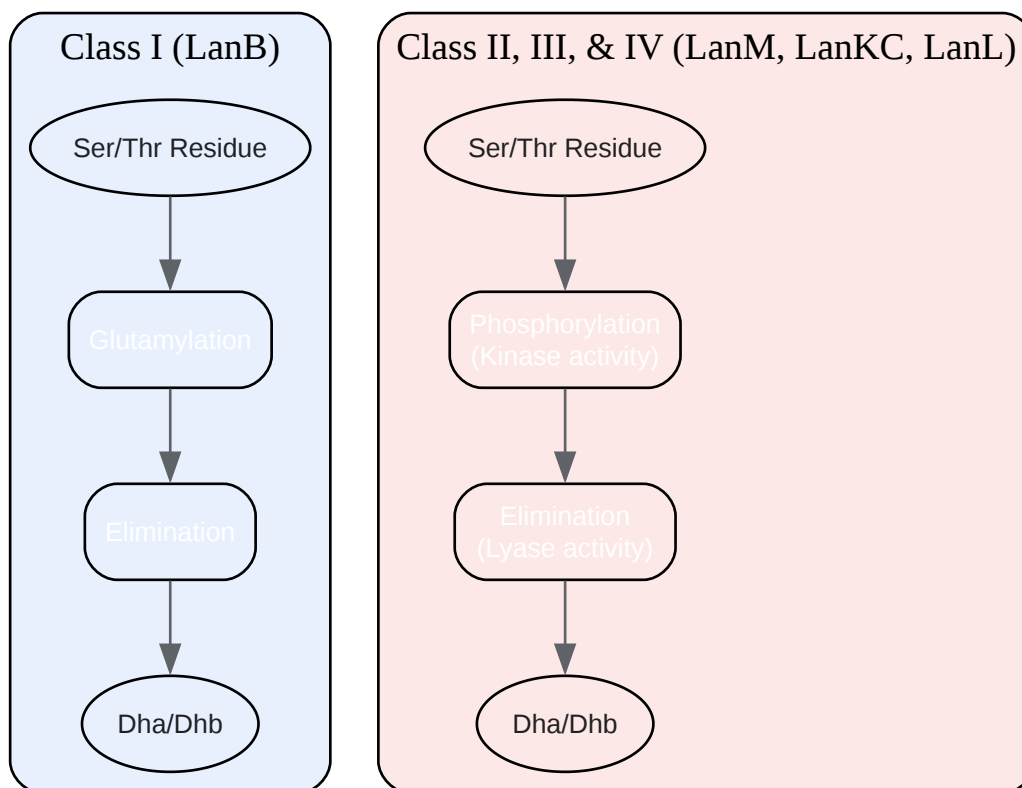 Class I (LanB)
Ser/Thr Residue
Glutamylation
Elimination
Dha/Dhb
Class II, III, & IV (LanM, LanKC, LanL)
Ser/Thr Residue
Phosphorylation
(Kinase activity)
Elimination
(Lyase activity)
Dha/Dhb